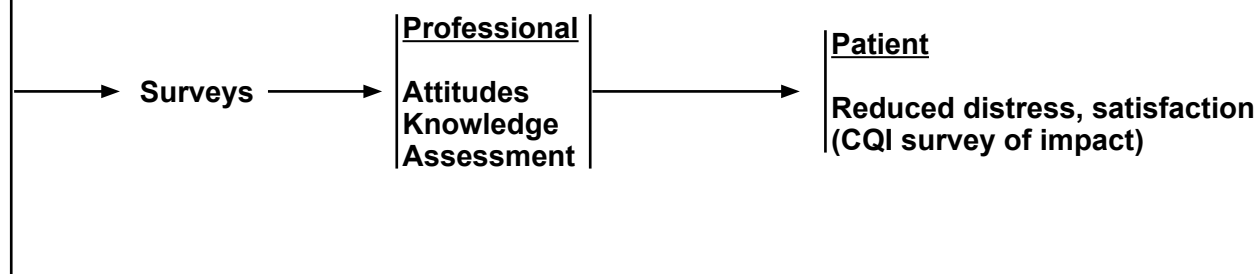 Surveys
Professional
Attitudes
Knowledge
Assessment
Patient
Reduced distress, satisfaction
(CQI survey of impact)